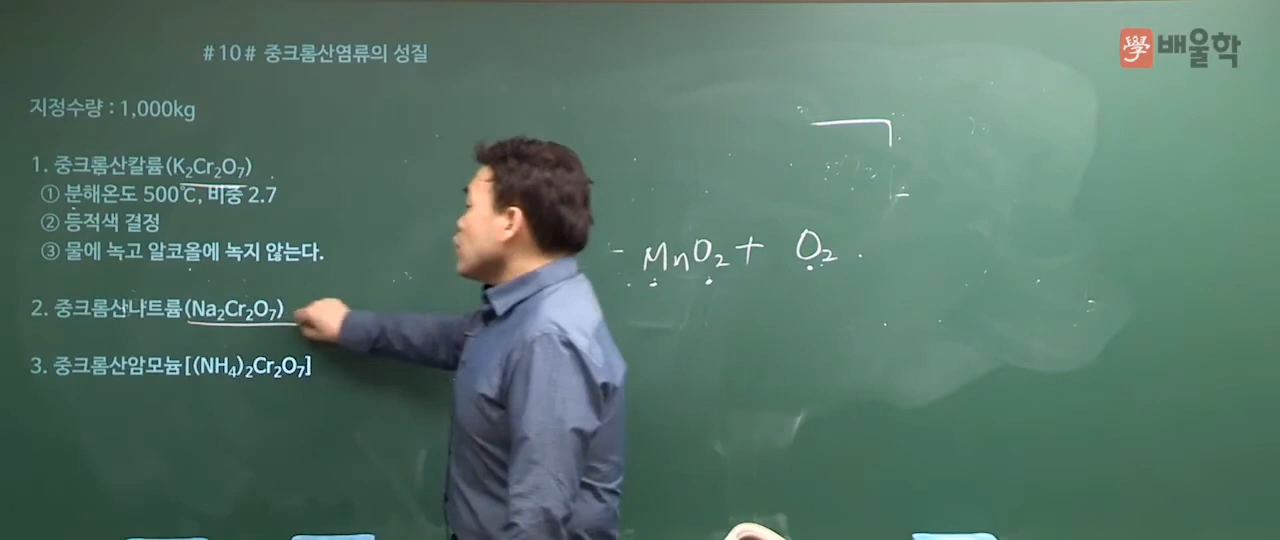 #10# 중크롬산염류의 성질
學 배울학
지정수량 : 1,000kg
1. 중크롬산칼륨(K₂Cr₂O₇)
① 분해온도 500℃, 비중 2.7
② 등적색 결정
③ 물에 녹고 알코올에 녹지 않는다.
MnO₂ + O₂
2. 중크롬산나트륨(Na₂Cr₂O₇)
3. 중크롬산암모늄[(NH₄)₂Cr₂O₇]